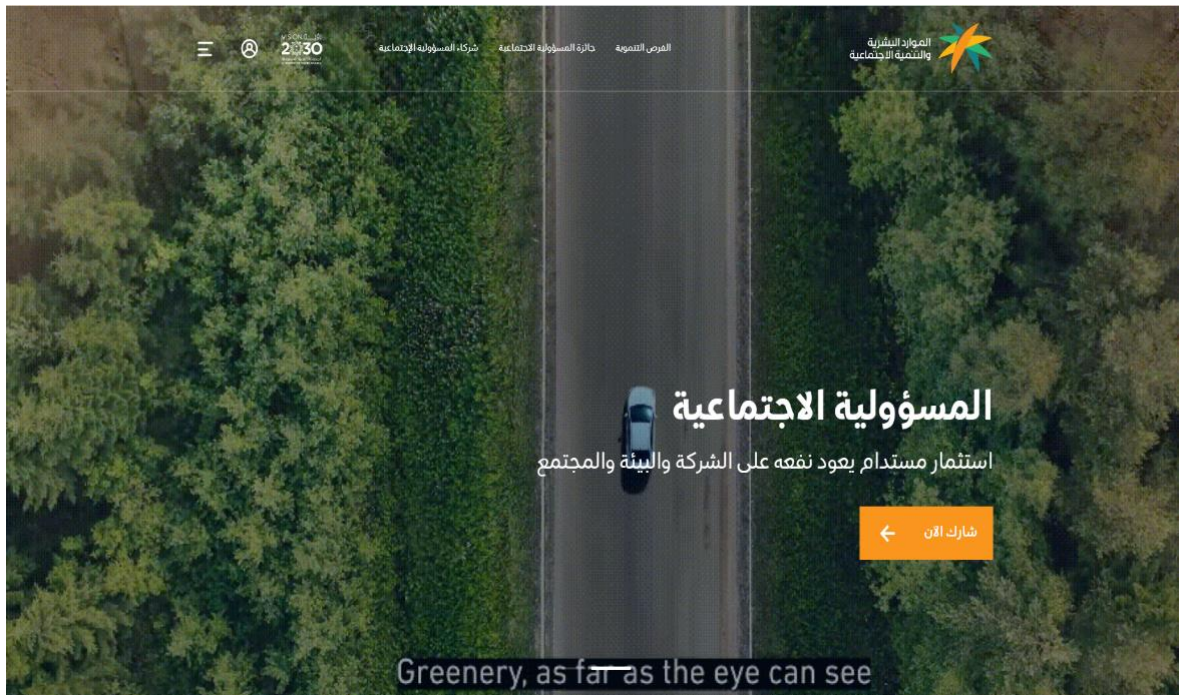 الموارد البشرية
والتنمية الاجتماعية
الفرص التنموية
جائزة المسؤولية الاجتماعية
شركاء المسؤولية الإجتماعية
2030
المسؤولية الاجتماعية
استثمار مستدام يعود نفعه على الشركة والبيئة والمجتمع
شارك الآن
Greenery, as far as the eye can see